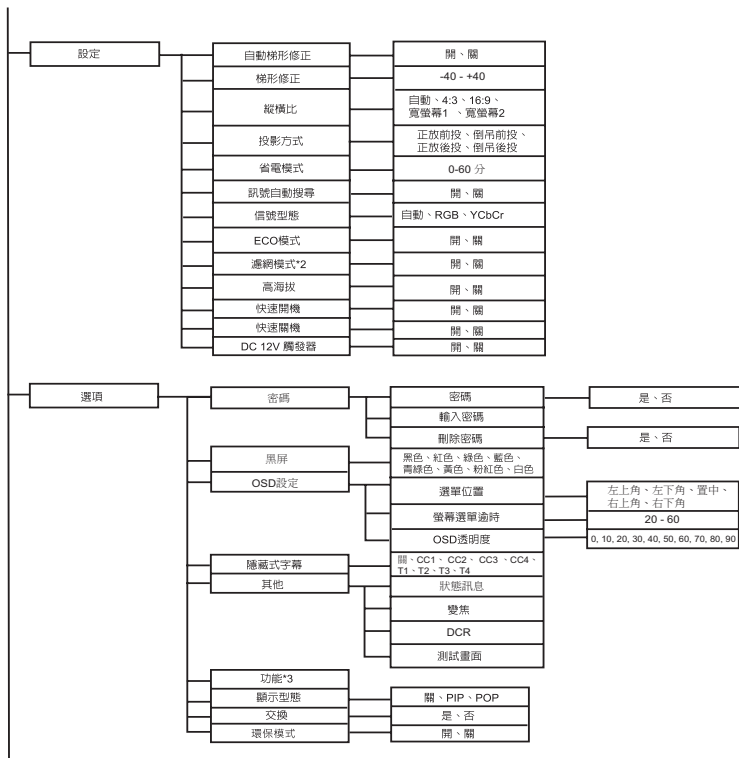 設定
自動梯形修正
開、關
梯形修正
-40 - +40
縱橫比
自動、4:3、16:9、
寬螢幕1 、寬螢幕2
投影方式
正放前投、倒吊前投、
正放後投、倒吊後投
省電模式
0-60 分
訊號自動搜尋
開、關
信號型態
自動、RGB、YCbCr
ECO模式
開、關
濾網模式*2
開、關
高海拔
開、關
快速開機
開、關
快速關機
開、關
DC 12V 觸發器
開、關
選項
密碼
密碼
是、否
輸入密碼
刪除密碼
是、否
黑屏
黑色、紅色、綠色、藍色、
青綠色、黃色、粉紅色、白色
OSD設定
選單位置
左上角、左下角、置中、
右上角、右下角
螢幕選單逾時
20 - 60
OSD透明度
0, 10, 20, 30, 40, 50, 60, 70, 80, 90
隱藏式字幕
關、CC1、 CC2、 CC3 、CC4、
T1、T2、T3、T4
其他
狀態訊息
變焦
DCR
測試畫面
功能*3
顯示型態
關、PIP、POP
交換
是、否
環保模式
開、關